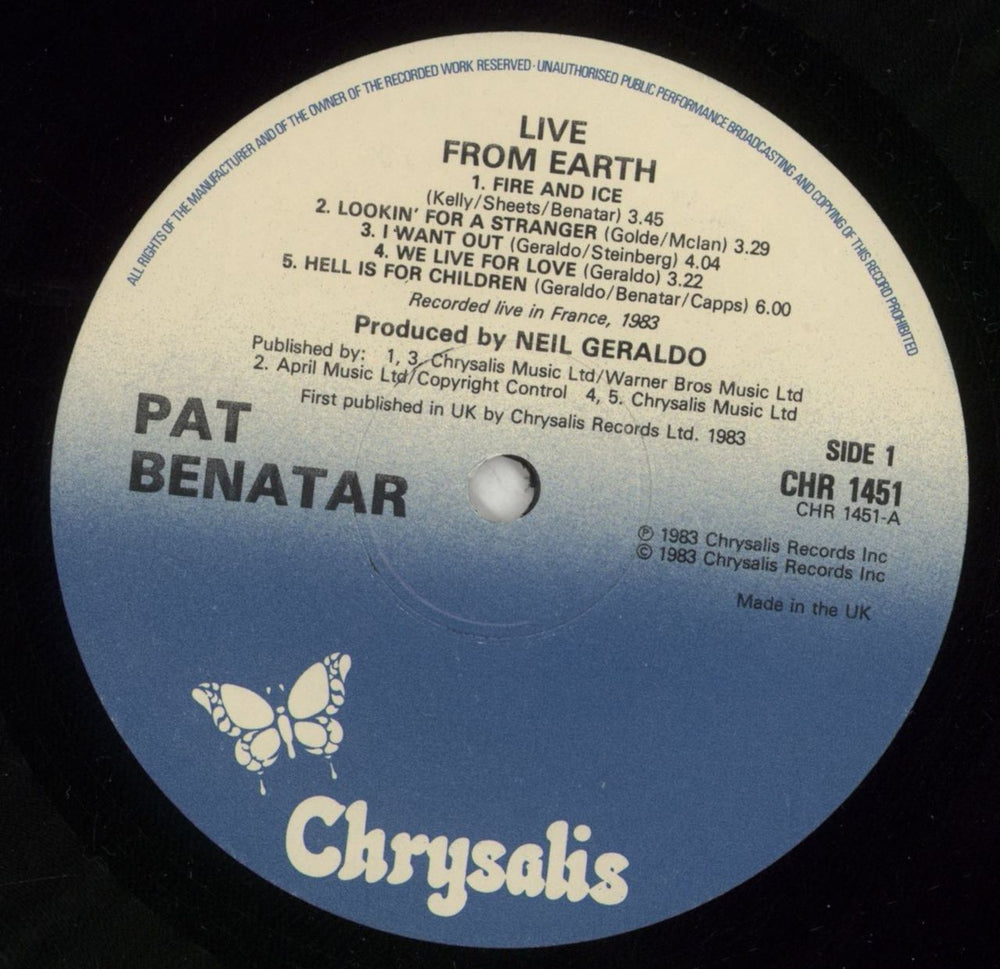 ALL RIGHTS OF THE MANUFACTURER AND OF THE OWNER OF THE RECORDED WORK RESERVED · UNAUTHORISED PUBLIC PERFORMANCE BROADCASTING AND COPYING OF THIS RECORD PROHIBITED
LIVE
FROM EARTH
1. FIRE AND ICE
(Kelly/Sheets/Benatar) 3.45
2. LOOKIN' FOR A STRANGER (Golde/McIan) 3.29
3. I WANT OUT (Geraldo/Steinberg) 4.04
4. WE LIVE FOR LOVE (Geraldo) 3.22
5. HELL IS FOR CHILDREN (Geraldo/Benatar/Capps) 6.00
Recorded live in France, 1983
Produced by NEIL GERALDO
Published by: 1, 3. Chrysalis Music Ltd/Warner Bros Music Ltd
2. April Music Ltd/Copyright Control 4, 5. Chrysalis Music Ltd
First published in UK by Chrysalis Records Ltd. 1983
PAT
BENATAR
SIDE 1
CHR 1451
CHR 1451-A
℗ 1983 Chrysalis Records Inc
© 1983 Chrysalis Records Inc
Made in the UK
Chrysalis